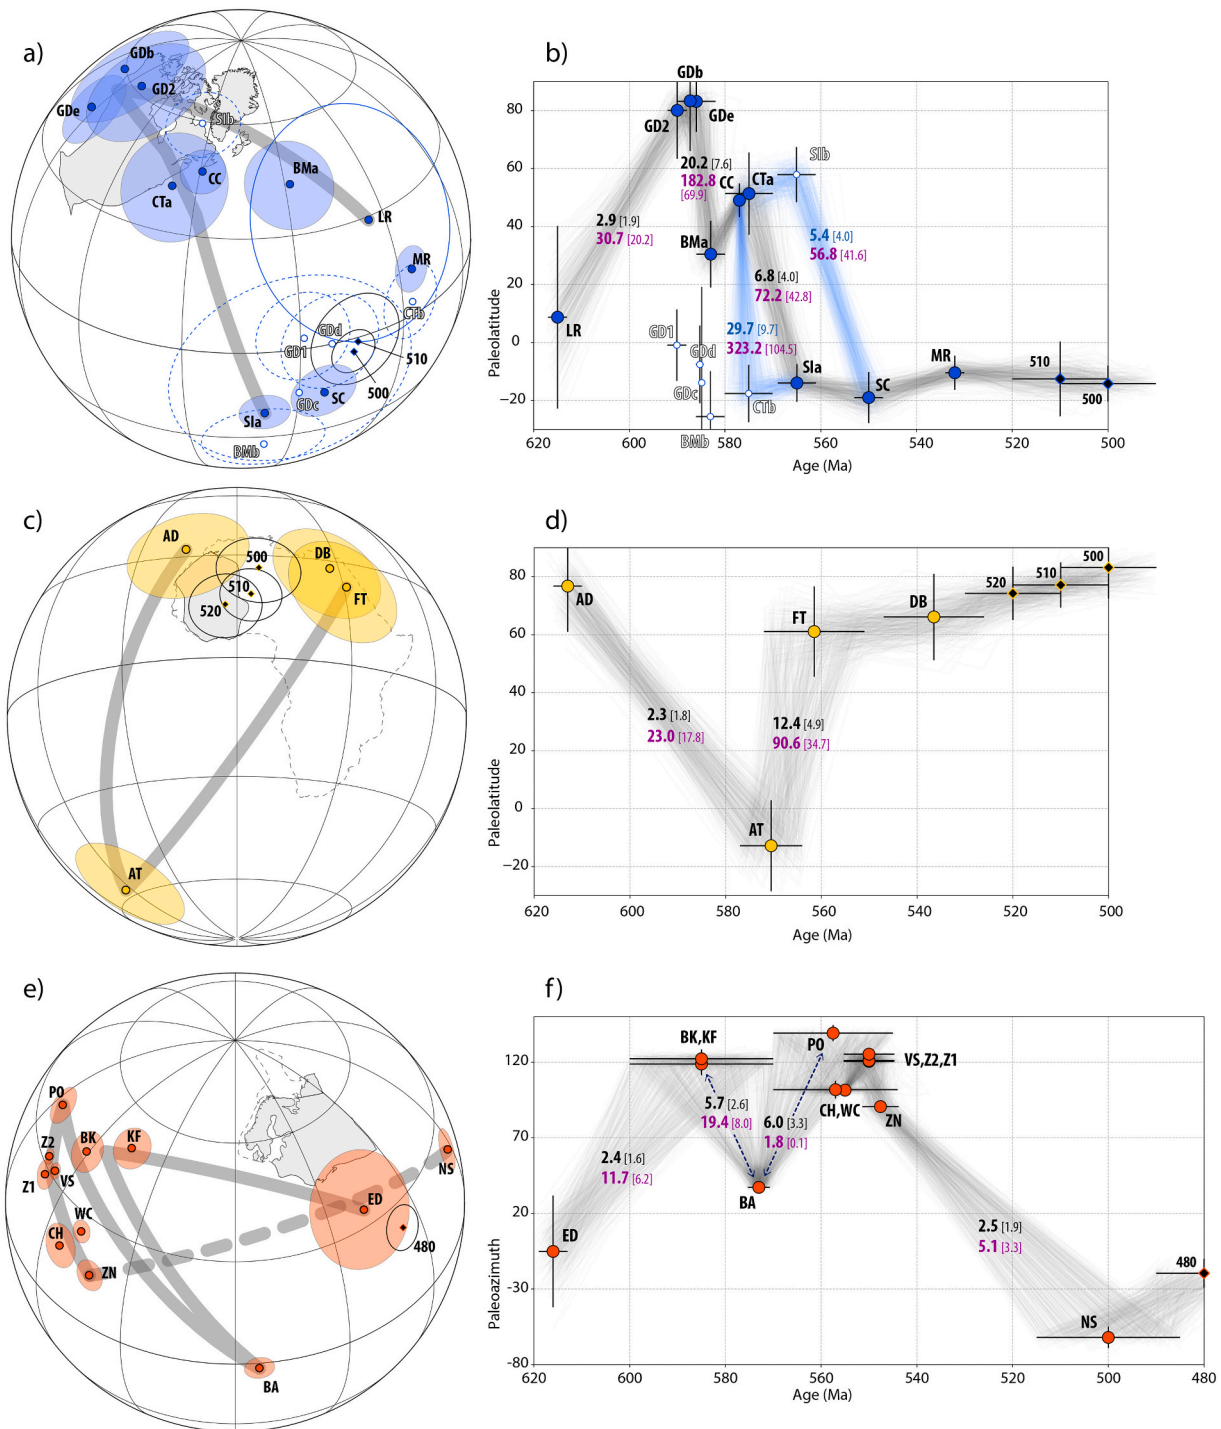 a)
GDb
GD2
GDe
SIb
CC
BMa
CTa
LR
MR
CTb
GDd
GD1
510
500
GDc
SC
SIa
BMb
b)
GDb
80
GD2
GDe
SIb
20.2 [7.6]
182.8
[69.9]
CC
CTa
60
2.9 [1.9]
30.7 [20.2]
5.4 [4.0]
56.8 [41.6]
40
BMa
6.8 [4.0]
72.2 [42.8]
20
Paleolatitude
LR
GD1
29.7 [9.7]
323.2 [104.5]
0
GDd
SIa
MR
510
GDc
SC
500
−20
CTb
BMb
620
600
580
560
540
520
500
Age (Ma)
c)
AD
500
DB
510
FT
520
AT
d)
500
80
510
520
AD
FT
DB
60
40
2.3 [1.8]
23.0 [17.8]
12.4 [4.9]
90.6 [34.7]
20
Paleolatitude
0
AT
−20
620
600
580
560
540
520
500
Age (Ma)
e)
PO
Z2
BK
KF
NS
Z1
VS
ED
WC
CH
480
ZN
BA
f)
BK,KF
PO
120
VS,Z2,Z1
5.7 [2.6]
19.4 [8.0]
CH,WC
6.0 [3.3]
1.8 [0.1]
ZN
70
2.4 [1.6]
11.7 [6.2]
BA
20
ED
2.5 [1.9]
5.1 [3.3]
Paleoazimuth
480
-30
NS
-80
620
600
580
560
540
520
500
480
Age (Ma)